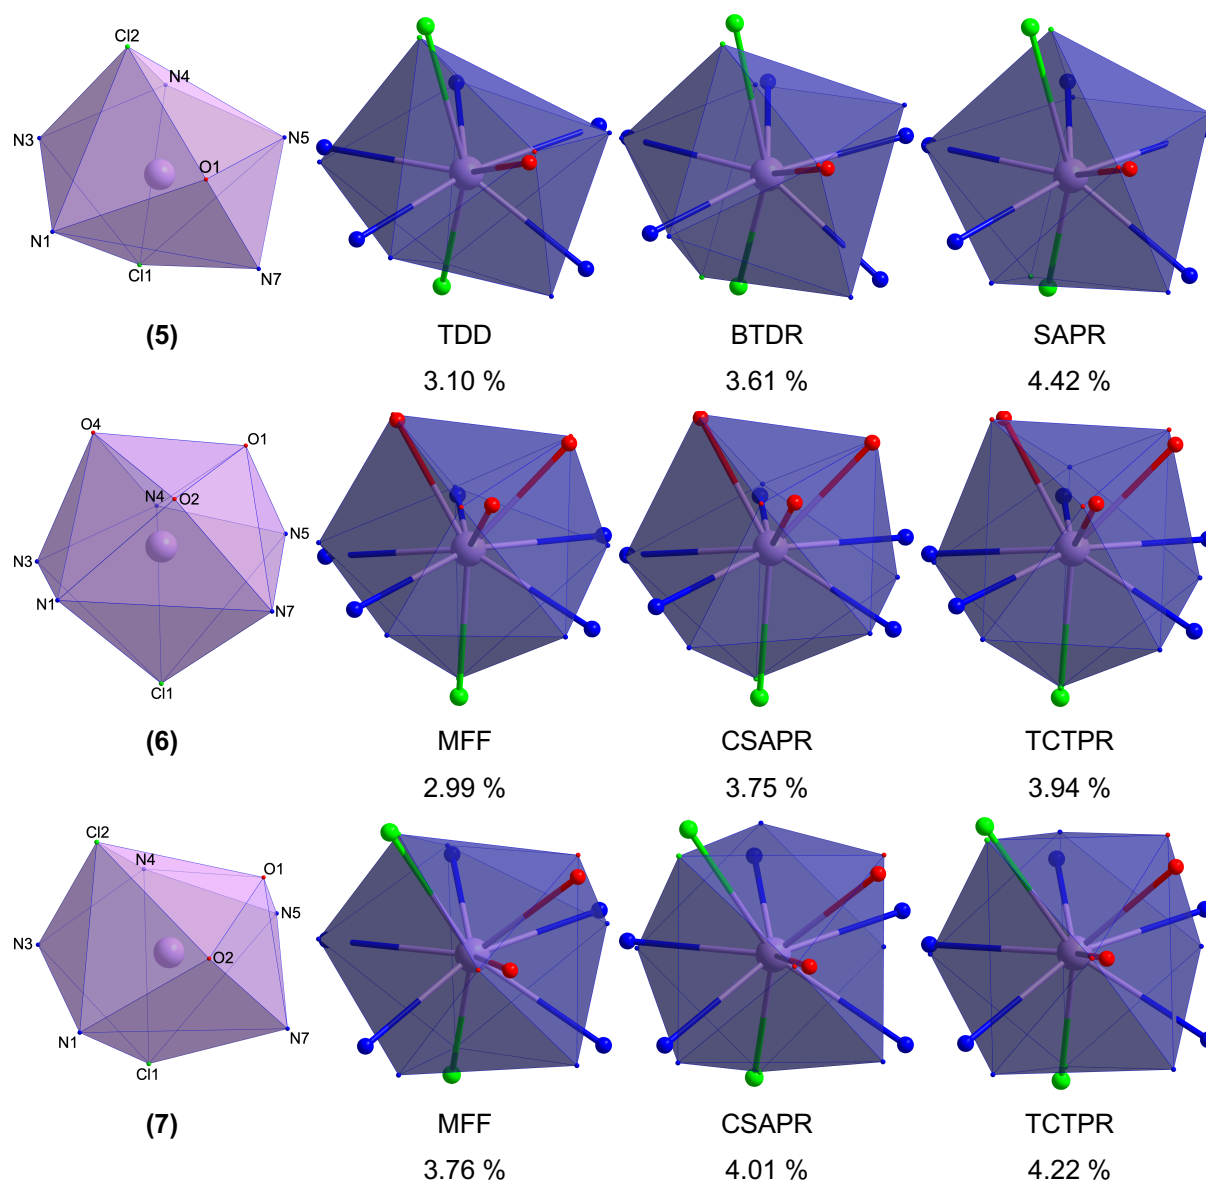 Cl2
N4
N3
N5
O1
N1
Cl1
N7
(5) TDD BTDR SAPR
3.10 % 3.61 % 4.42 %
O4
O1
N4 O2
N5
N3
N1
N7
Cl1
(6) MFF CSAPR TCTPR
2.99 % 3.75 % 3.94 %
Cl2
N4
O1
N5
N3
O2
N1
N7
Cl1
(7) MFF CSAPR TCTPR
3.76 % 4.01 % 4.22 %